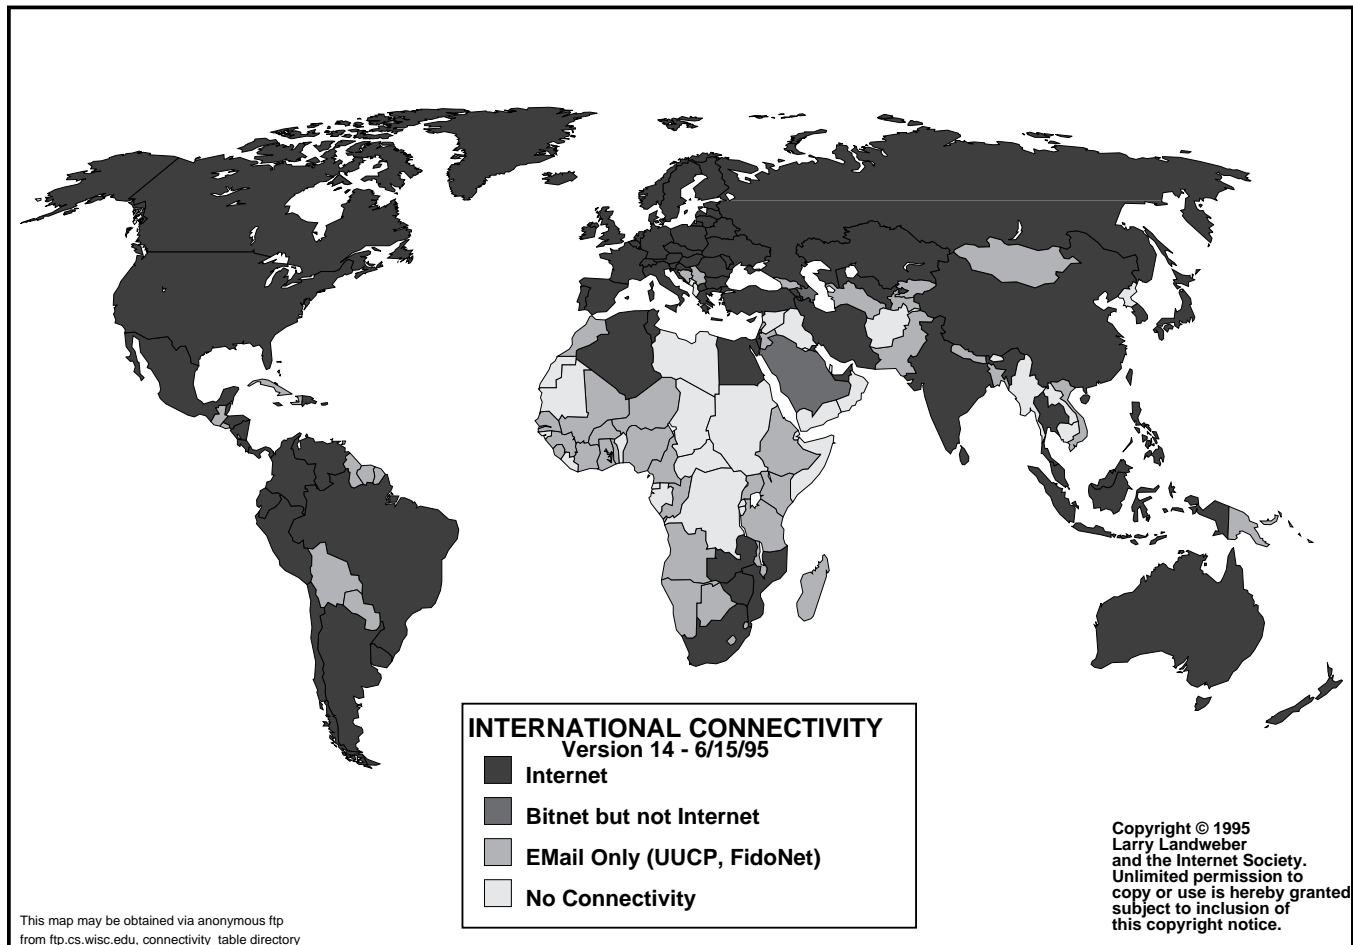 INTERNATIONAL CONNECTIVITY
Version 14 - 6/15/95
Internet
Bitnet but not Internet
EMail Only (UUCP, FidoNet)
No Connectivity
Copyright © 1995
Larry Landweber
and the Internet Society.
Unlimited permission to
copy or use is hereby granted
subject to inclusion of
this copyright notice.
This map may be obtained via anonymous ftp
from ftp.cs.wisc.edu, connectivity_table directory